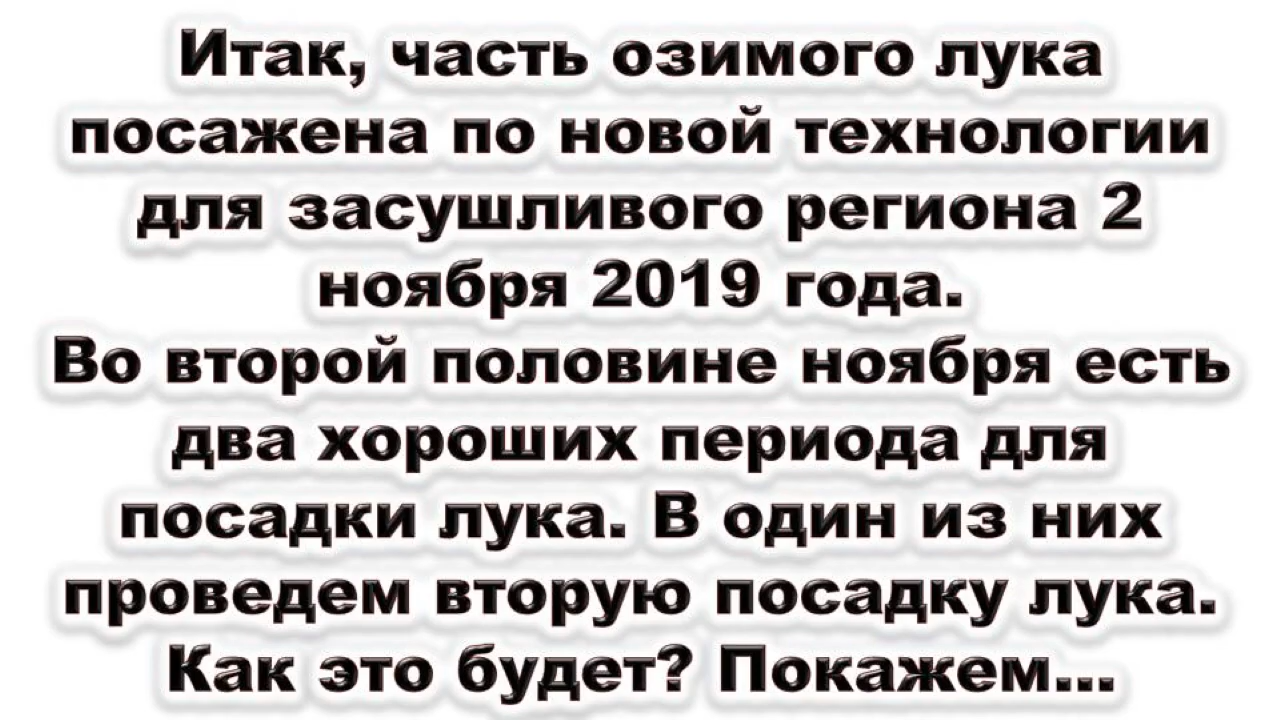 Итак, часть озимого лука
посажена по новой технологии
для засушливого региона 2
ноября 2019 года.
Во второй половине ноября есть
два хороших периода для
посадки лука. В один из них
проведем вторую посадку лука.
Как это будет? Покажем...